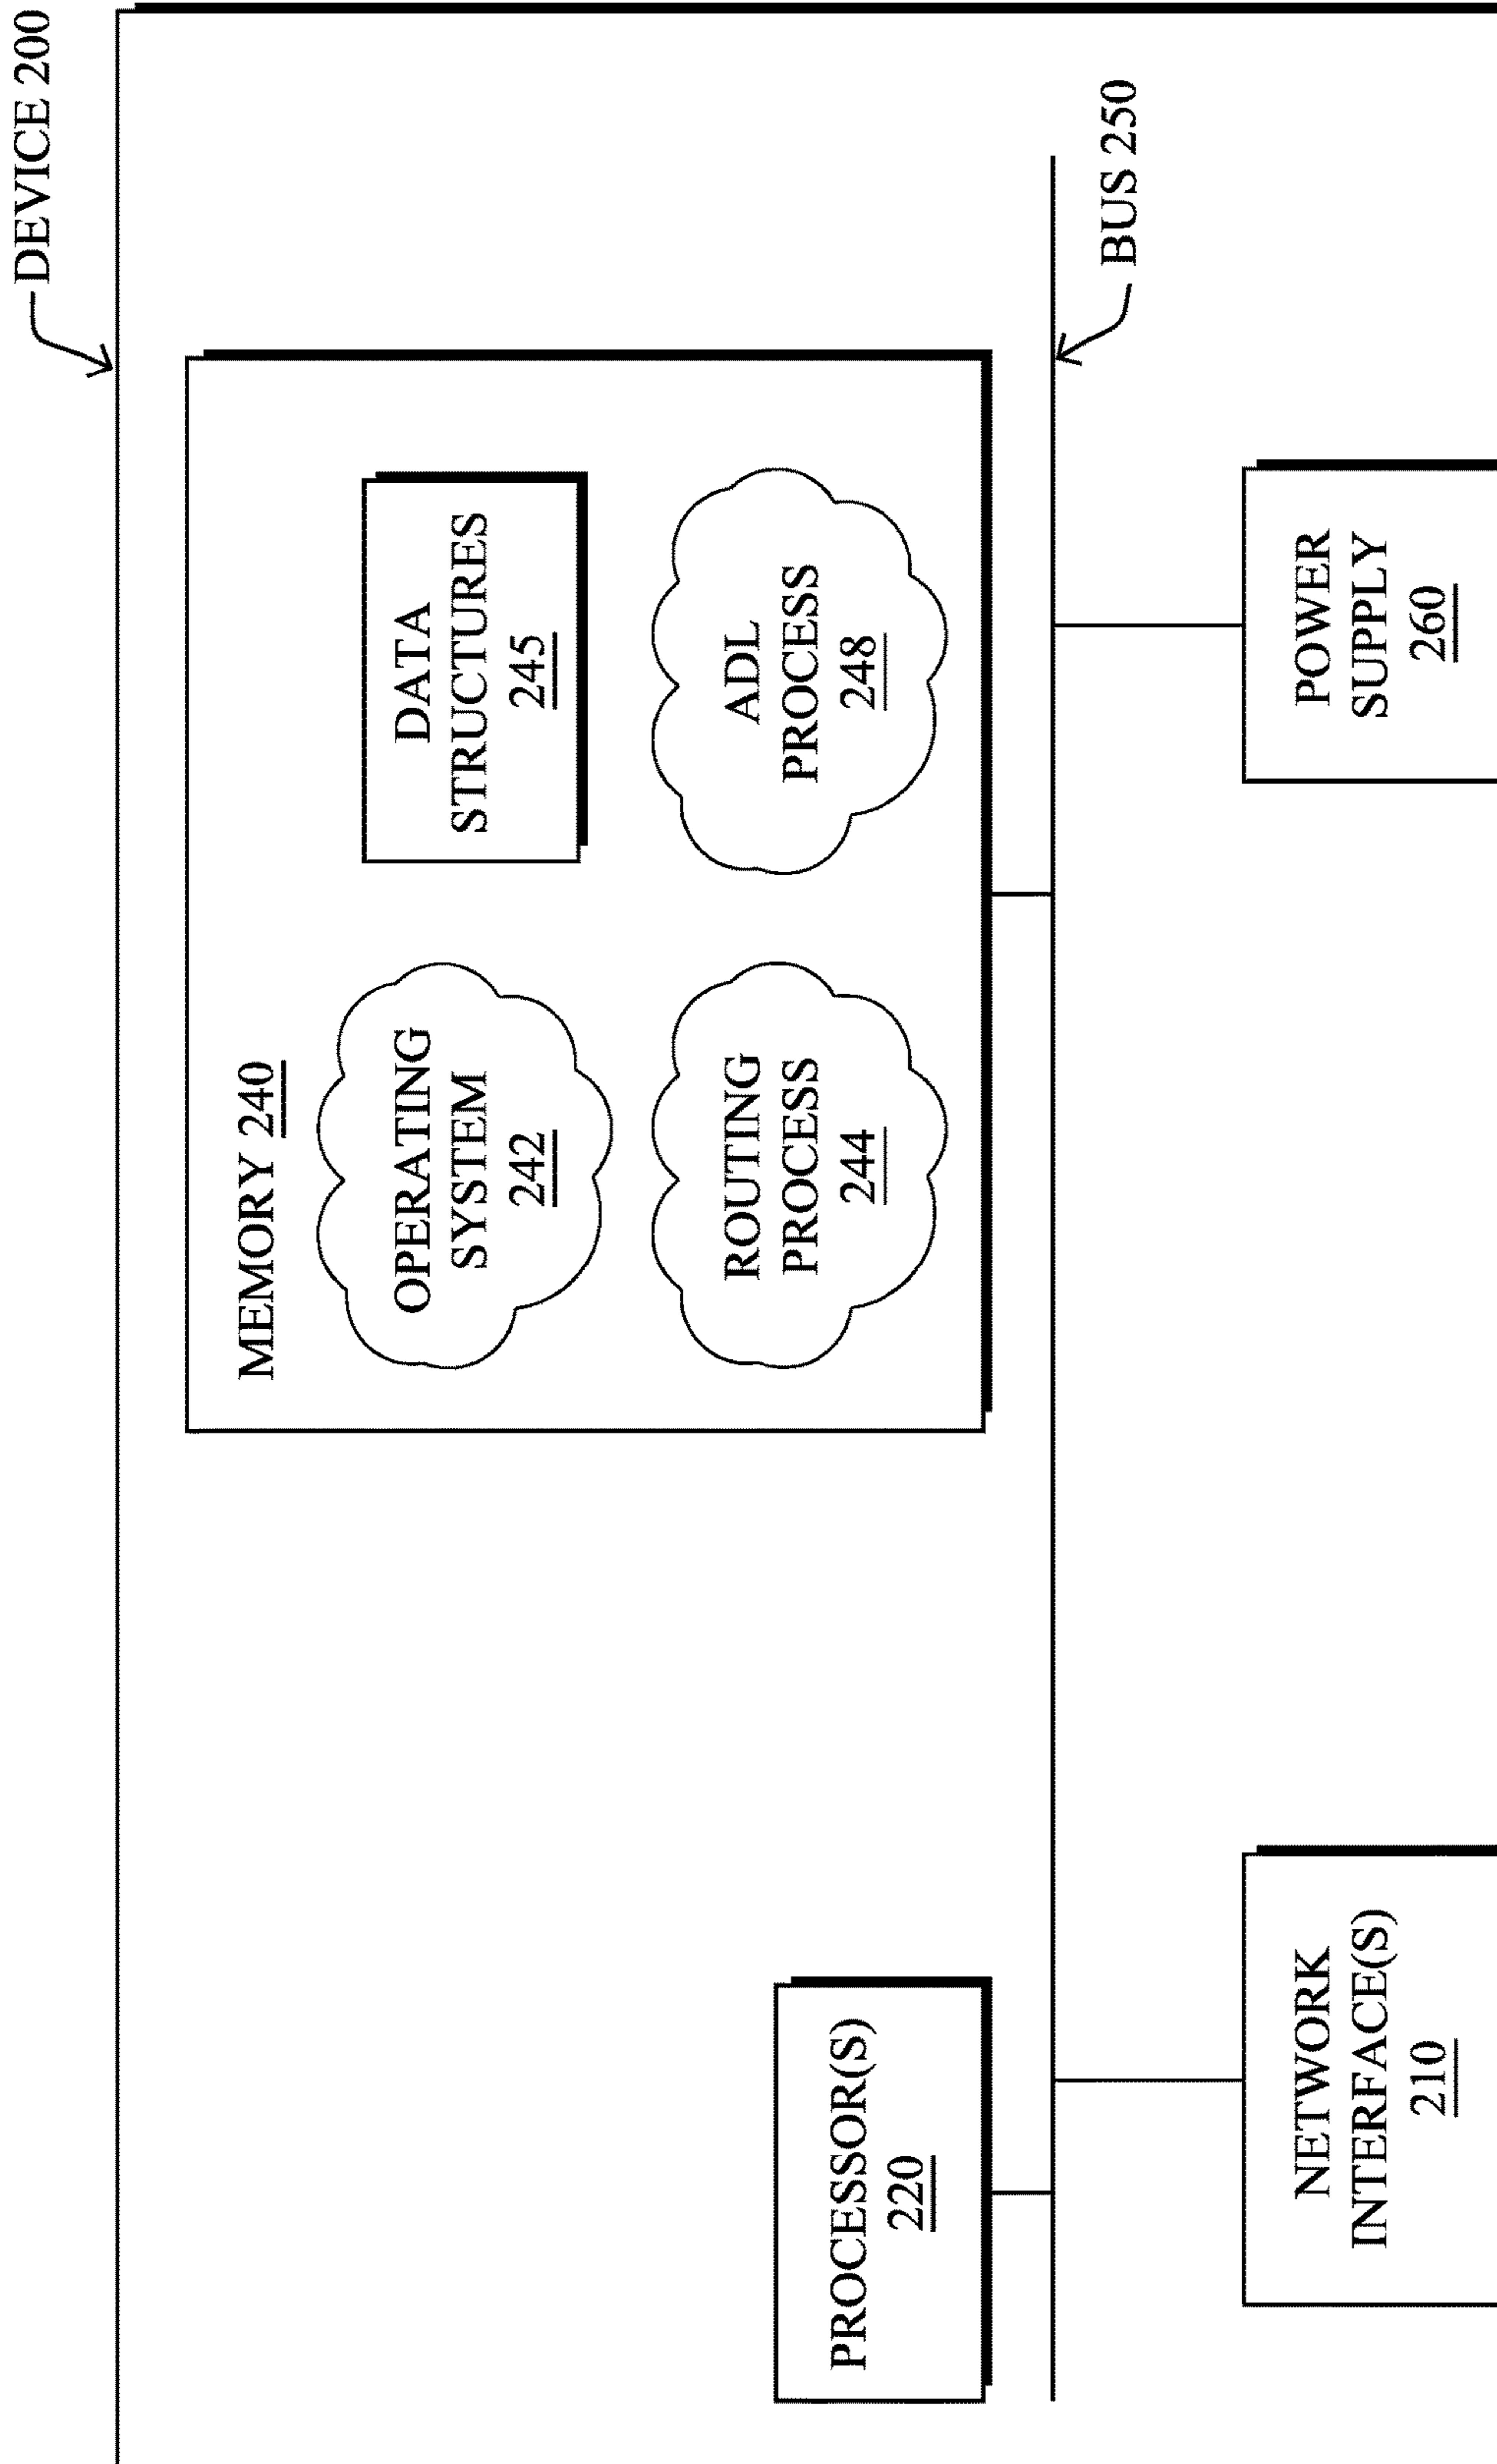 DEVICE 200
MEMORY 240
OPERATING
SYSTEM
242
DATA
STRUCTURES
245
ROUTING
PROCESS
244
ADL
PROCESS
248
PROCESSOR(S)
220
BUS 250
NETWORK
INTERFACE(S)
210
POWER
SUPPLY
260